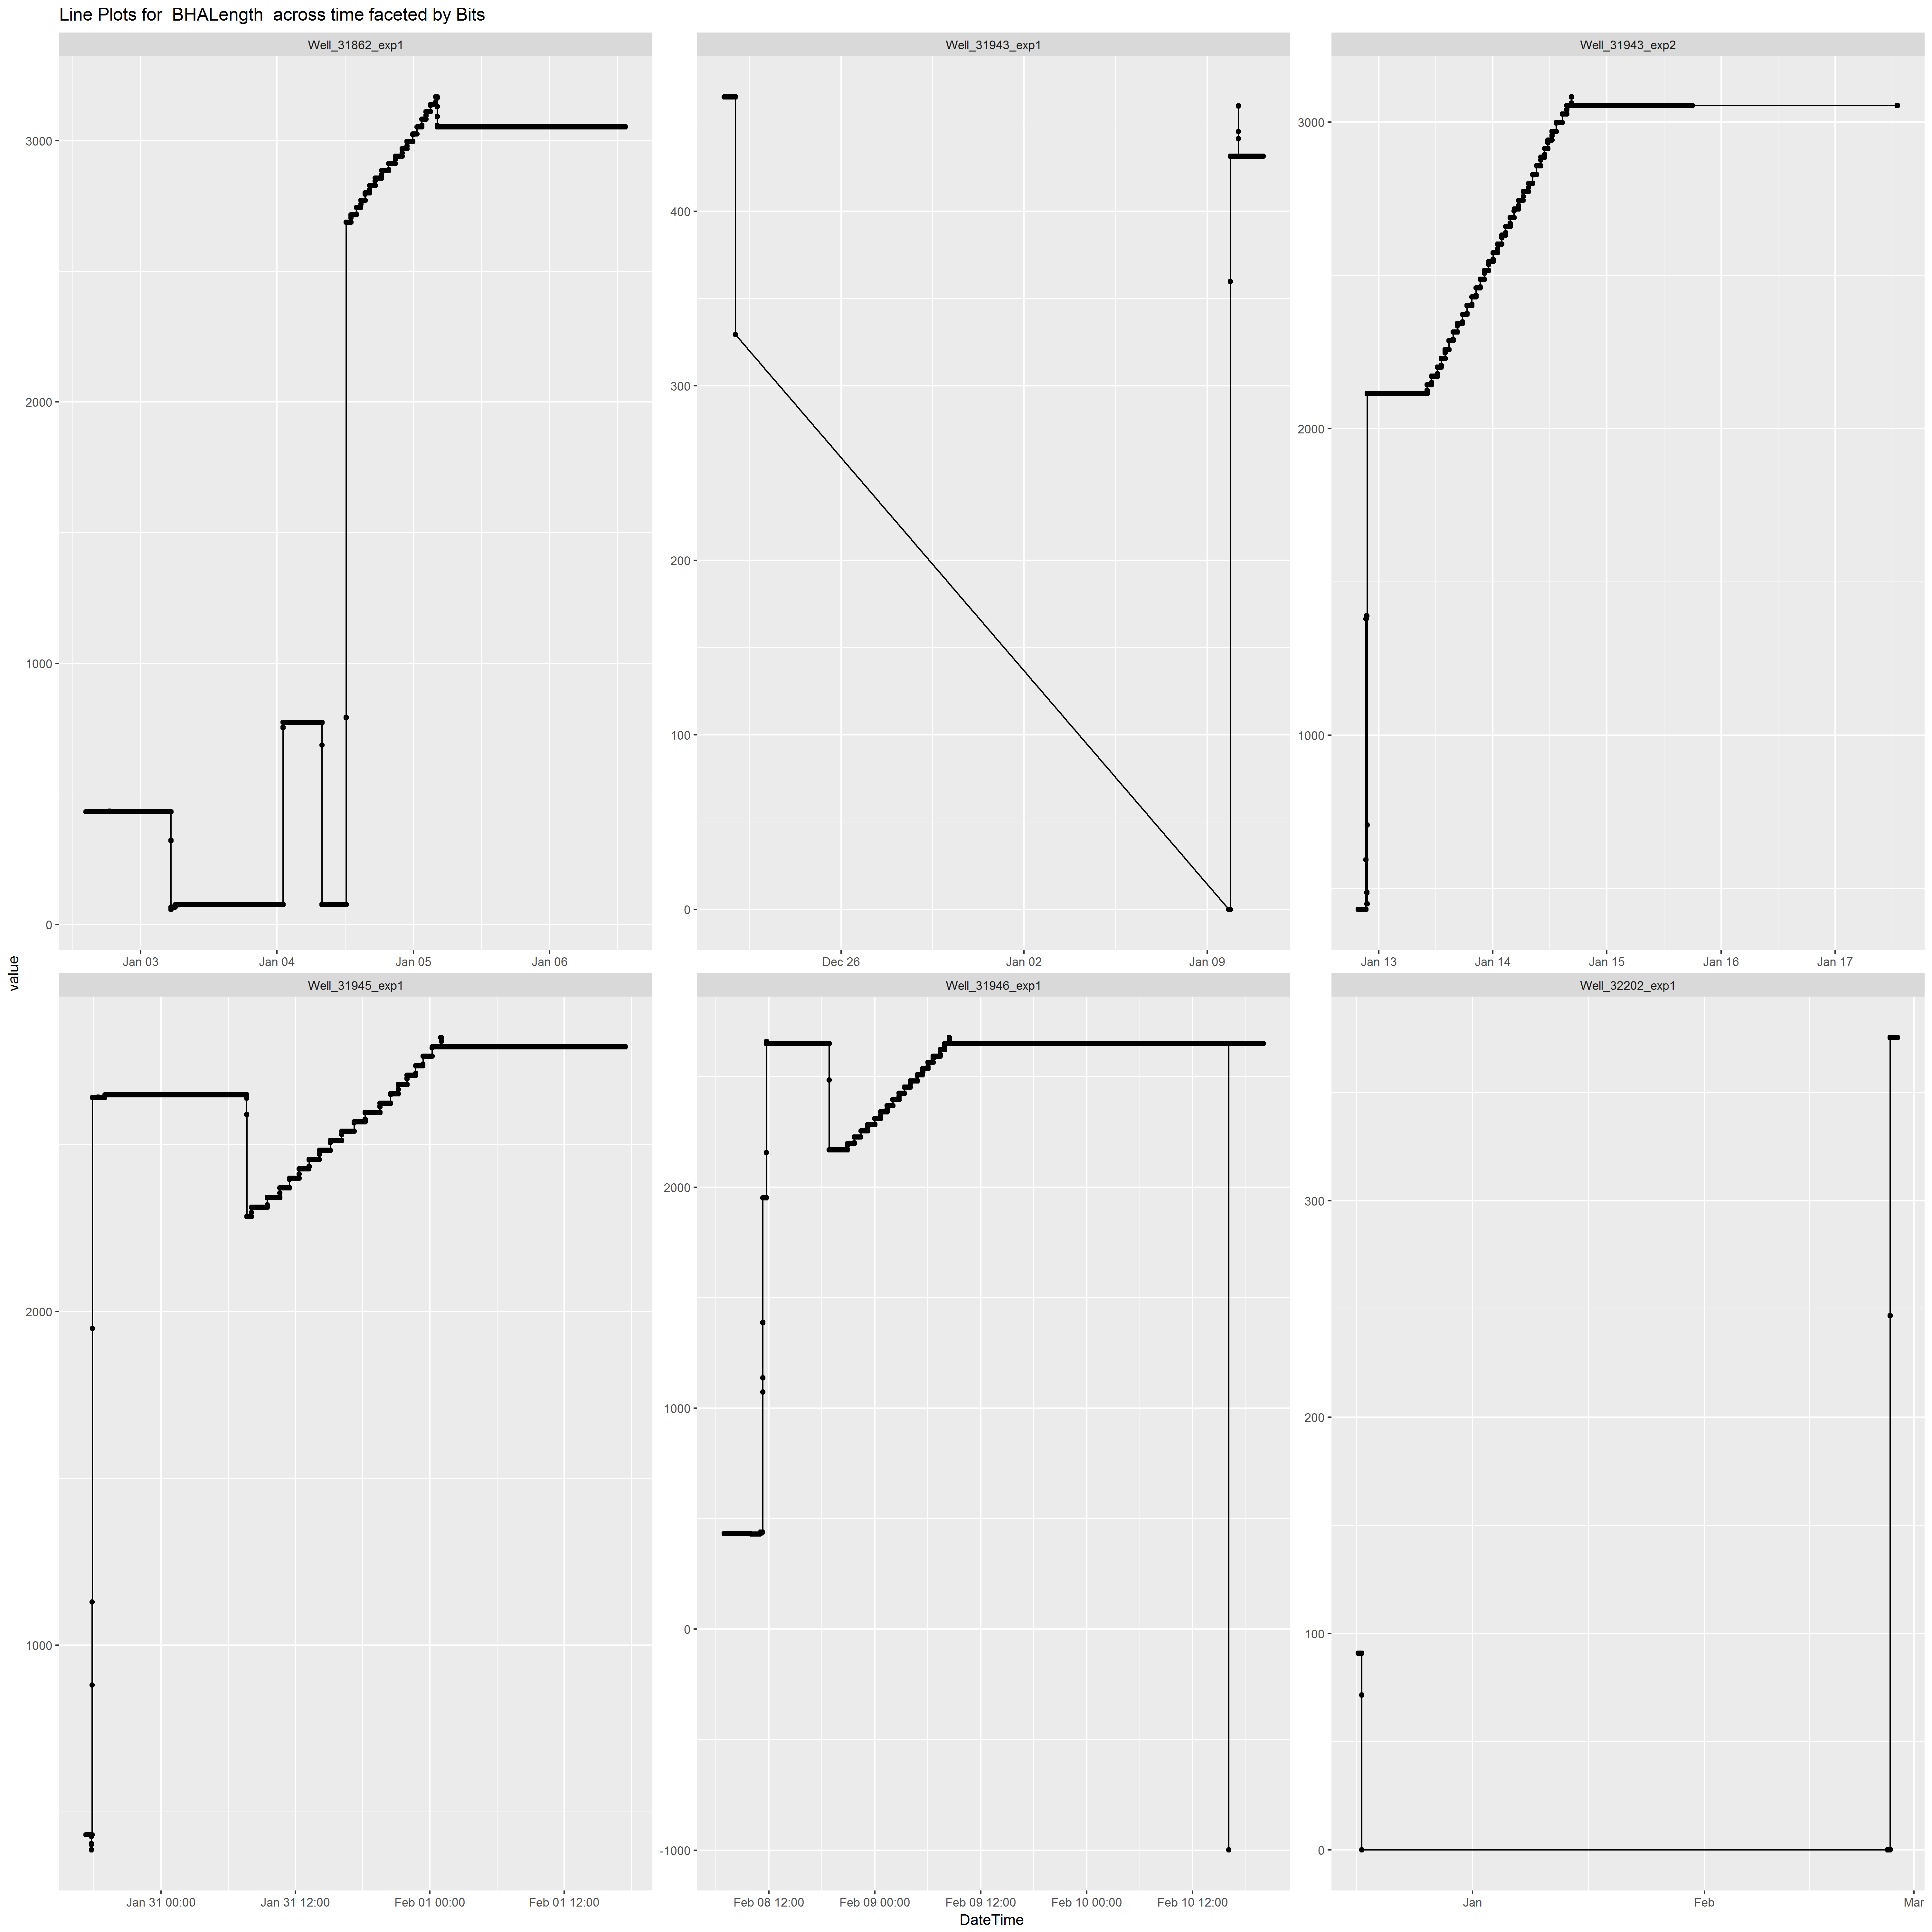 Line Plots for  BHALength  across time faceted by Bits
Well_31862_exp1
Well_31943_exp1
Well_31943_exp2
3000
2000
1000
0
Jan 03 Jan 04 Jan 05 Jan 06
400
300
200
100
0
Dec 26 Jan 02 Jan 09
3000
2000
1000
Jan 13 Jan 14 Jan 15 Jan 16 Jan 17
value
Well_31945_exp1
Well_31946_exp1
Well_32202_exp1
2000
1000
Jan 31 00:00 Jan 31 12:00 Feb 01 00:00 Feb 01 12:00
2000
1000
0
-1000
Feb 08 12:00 Feb 09 00:00 Feb 09 12:00 Feb 10 00:00 Feb 10 12:00
300
200
100
0
Jan Feb Mar
DateTime